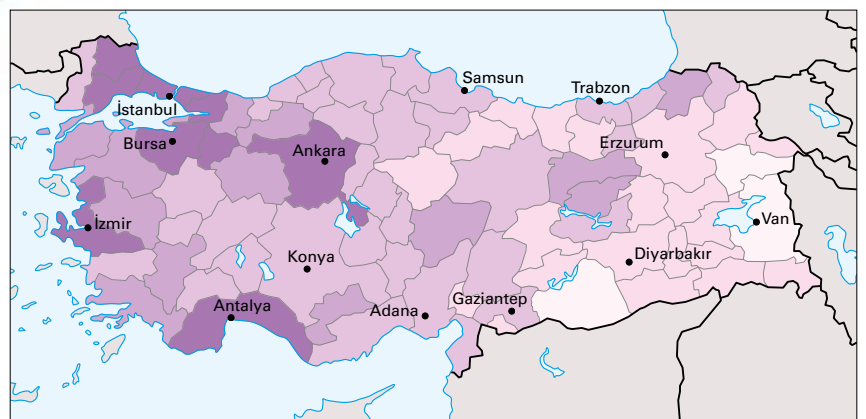 Samsun
Trabzon
İstanbul
Bursa
Ankara
Erzurum
İzmir
Van
Konya
Diyarbakır
Antalya
Adana
Gaziantep